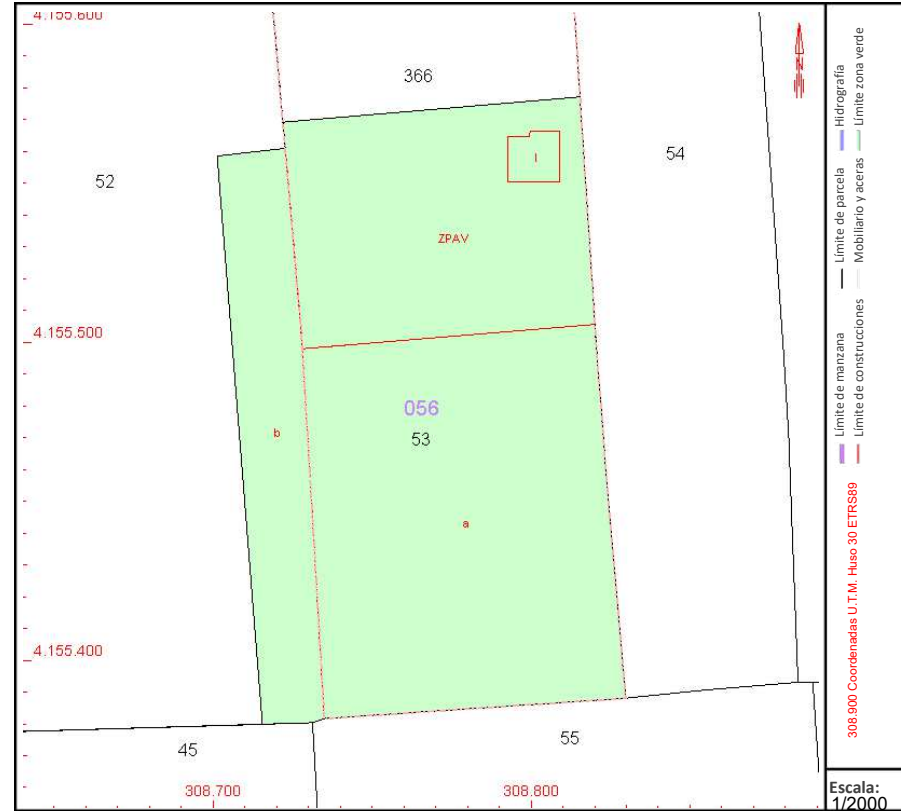 4.155.600
366
54
52
I
ZPAV
4.155.500
056
53
b
a
4.155.400
45
55
308.700
308.800
N
Límite de manzana
Límite de parcela
Hidrografía
Límite de construcciones
Mobiliario y aceras
Límite zona verde
308.900 Coordenadas U.T.M. Huso 30 ETRS89
Escala:
1/2000